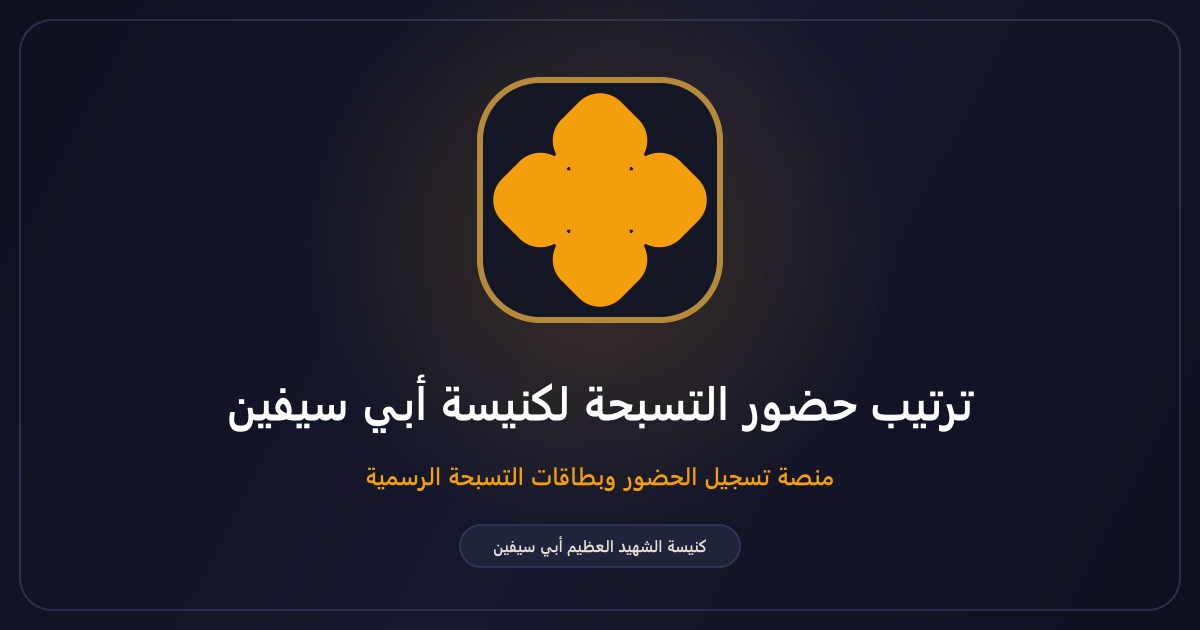 ترتيب حضور التسبحة لكنيسة أبي سيفين
منصة تسجيل الحضور وبطاقات التسبحة الرسمية
كنيسة الشهيد العظيم أبي سيفين